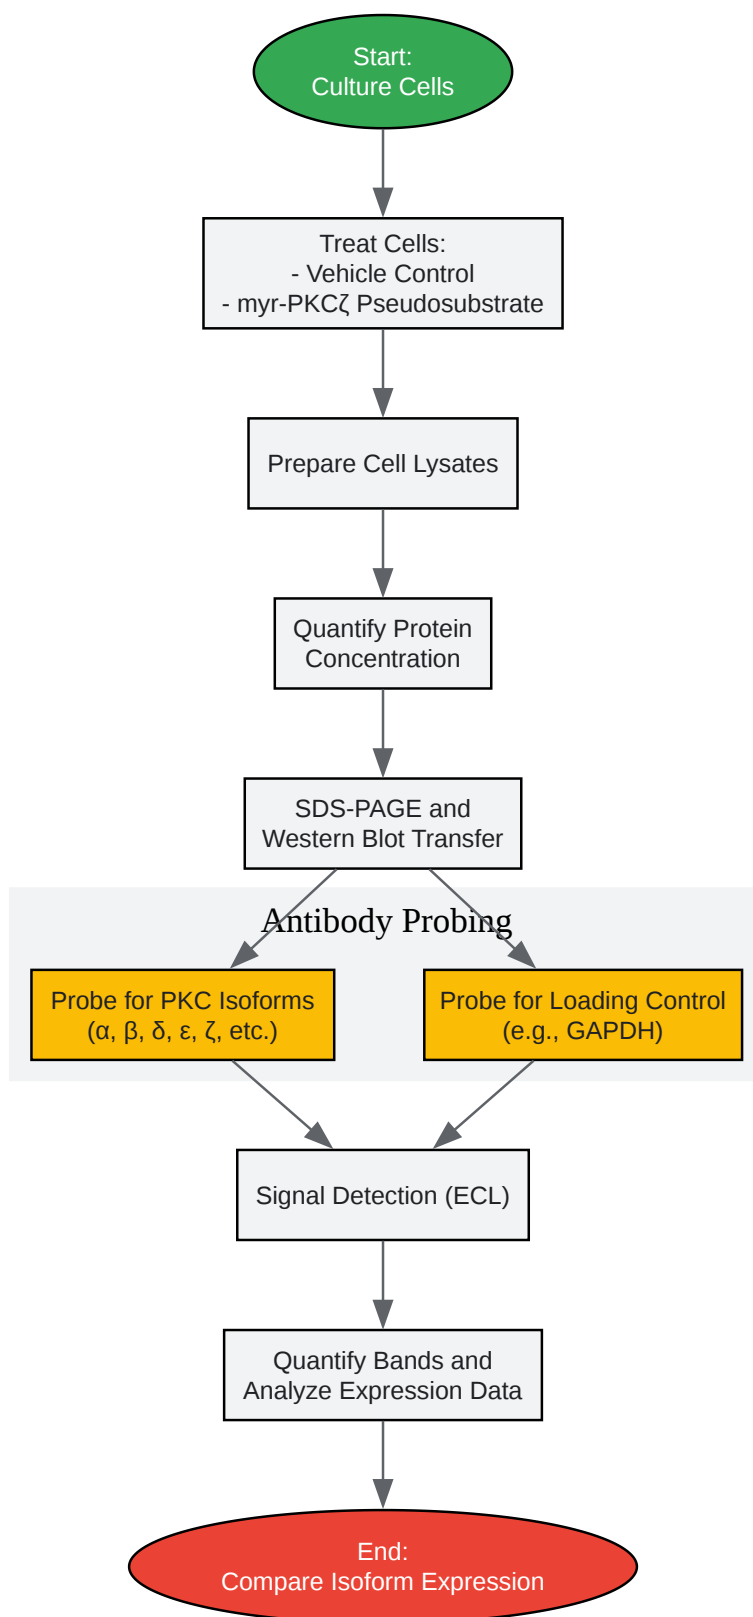 Start:
Culture Cells
Treat Cells:
- Vehicle Control
- myr-PKCζ Pseudosubstrate
Prepare Cell Lysates
Quantify Protein
Concentration
SDS-PAGE and
Western Blot Transfer
Antibody Probing
Probe for PKC Isoforms
(α, β, δ, ε, ζ, etc.)
Probe for Loading Control
(e.g., GAPDH)
Signal Detection (ECL)
Quantify Bands and
Analyze Expression Data
End:
Compare Isoform Expression